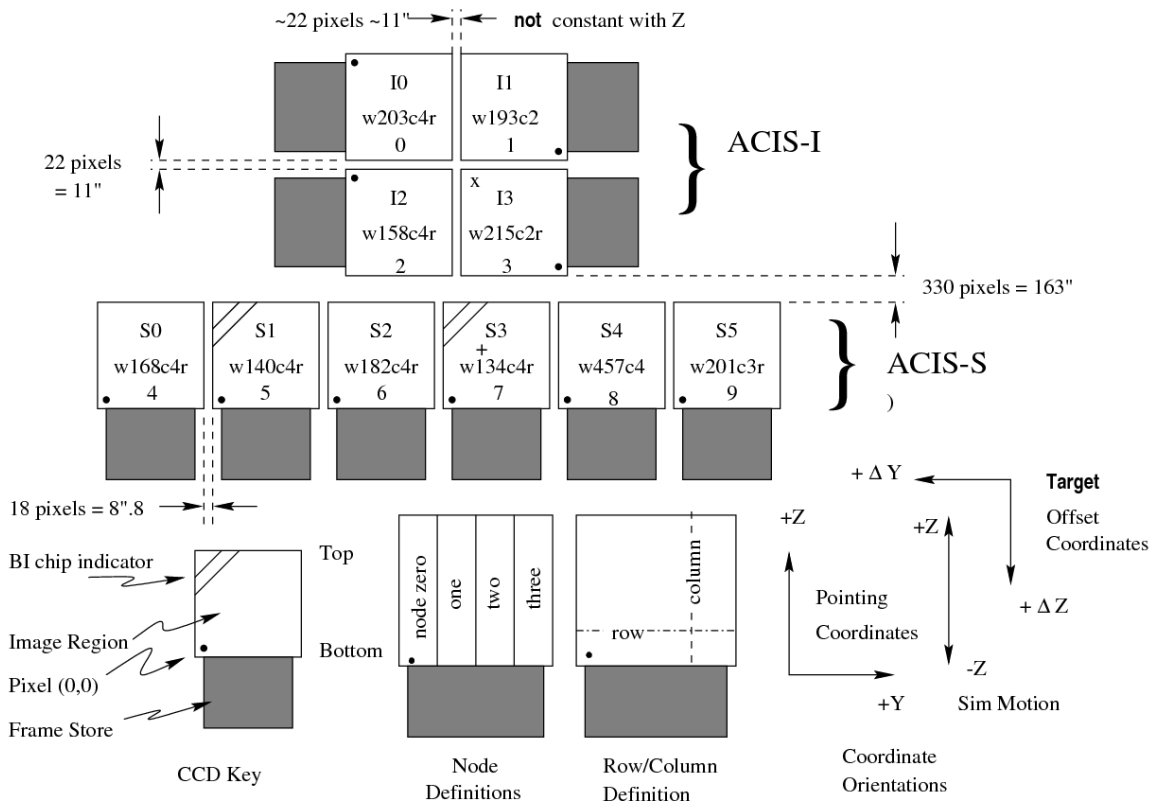 ~22 pixels ~11" not constant with Z
I0 I1
w203c4r w193c2
0 1
ACIS-I
22 pixels
= 11"
x
I2 I3
w158c4r w215c2r
2 3
330 pixels = 163"
S0 S1 S2 S3 S4 S5
+
w168c4r w140c4r w182c4r w134c4r w457c4 w201c3r
4 5 6 7 8 9
ACIS-S
)
18 pixels = 8".8
BI chip indicator
Image Region
Pixel (0,0)
Frame Store
Top
Bottom
CCD Key
node zero
one
two
three
Node
Definitions
column
row
Row/Column
Definition
+ Δ Y
Target
Offset
Coordinates
+ Δ Z
+Z
Pointing
Coordinates
+Y
+Z
-Z
Sim Motion
Coordinate
Orientations